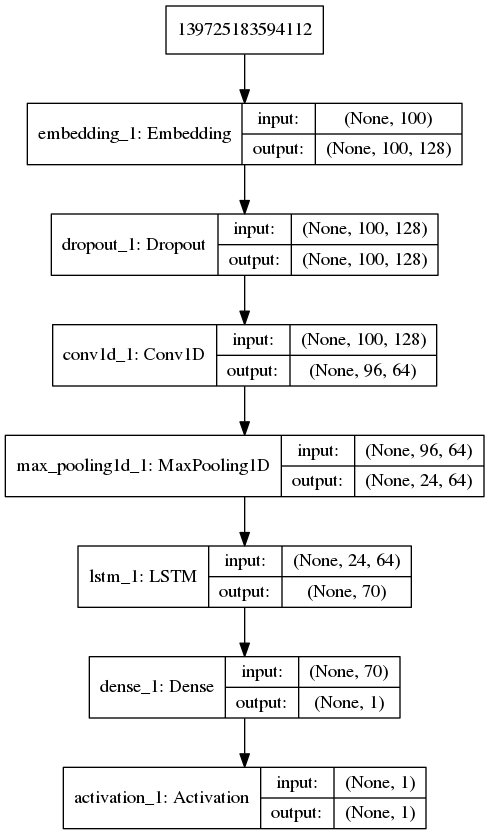 139725183594112
embedding_1: Embedding
input: (None, 100)
output: (None, 100, 128)
dropout_1: Dropout
input: (None, 100, 128)
output: (None, 100, 128)
conv1d_1: Conv1D
input: (None, 100, 128)
output: (None, 96, 64)
max_pooling1d_1: MaxPooling1D
input: (None, 96, 64)
output: (None, 24, 64)
lstm_1: LSTM
input: (None, 24, 64)
output: (None, 70)
dense_1: Dense
input: (None, 70)
output: (None, 1)
activation_1: Activation
input: (None, 1)
output: (None, 1)